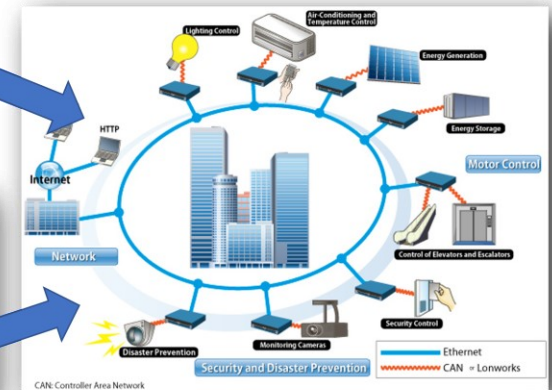 Lighting Control
Air-Conditioning and
Temperature Control
Energy Generation
HTTP
Energy Storage
Internet
Motor Control
Network
Control of Elevators and Escalators
Security Control
Disaster Prevention
Monitoring Cameras
Security and Disaster Prevention
Ethernet
CAN = Lonworks
CAN: Controller Area Network